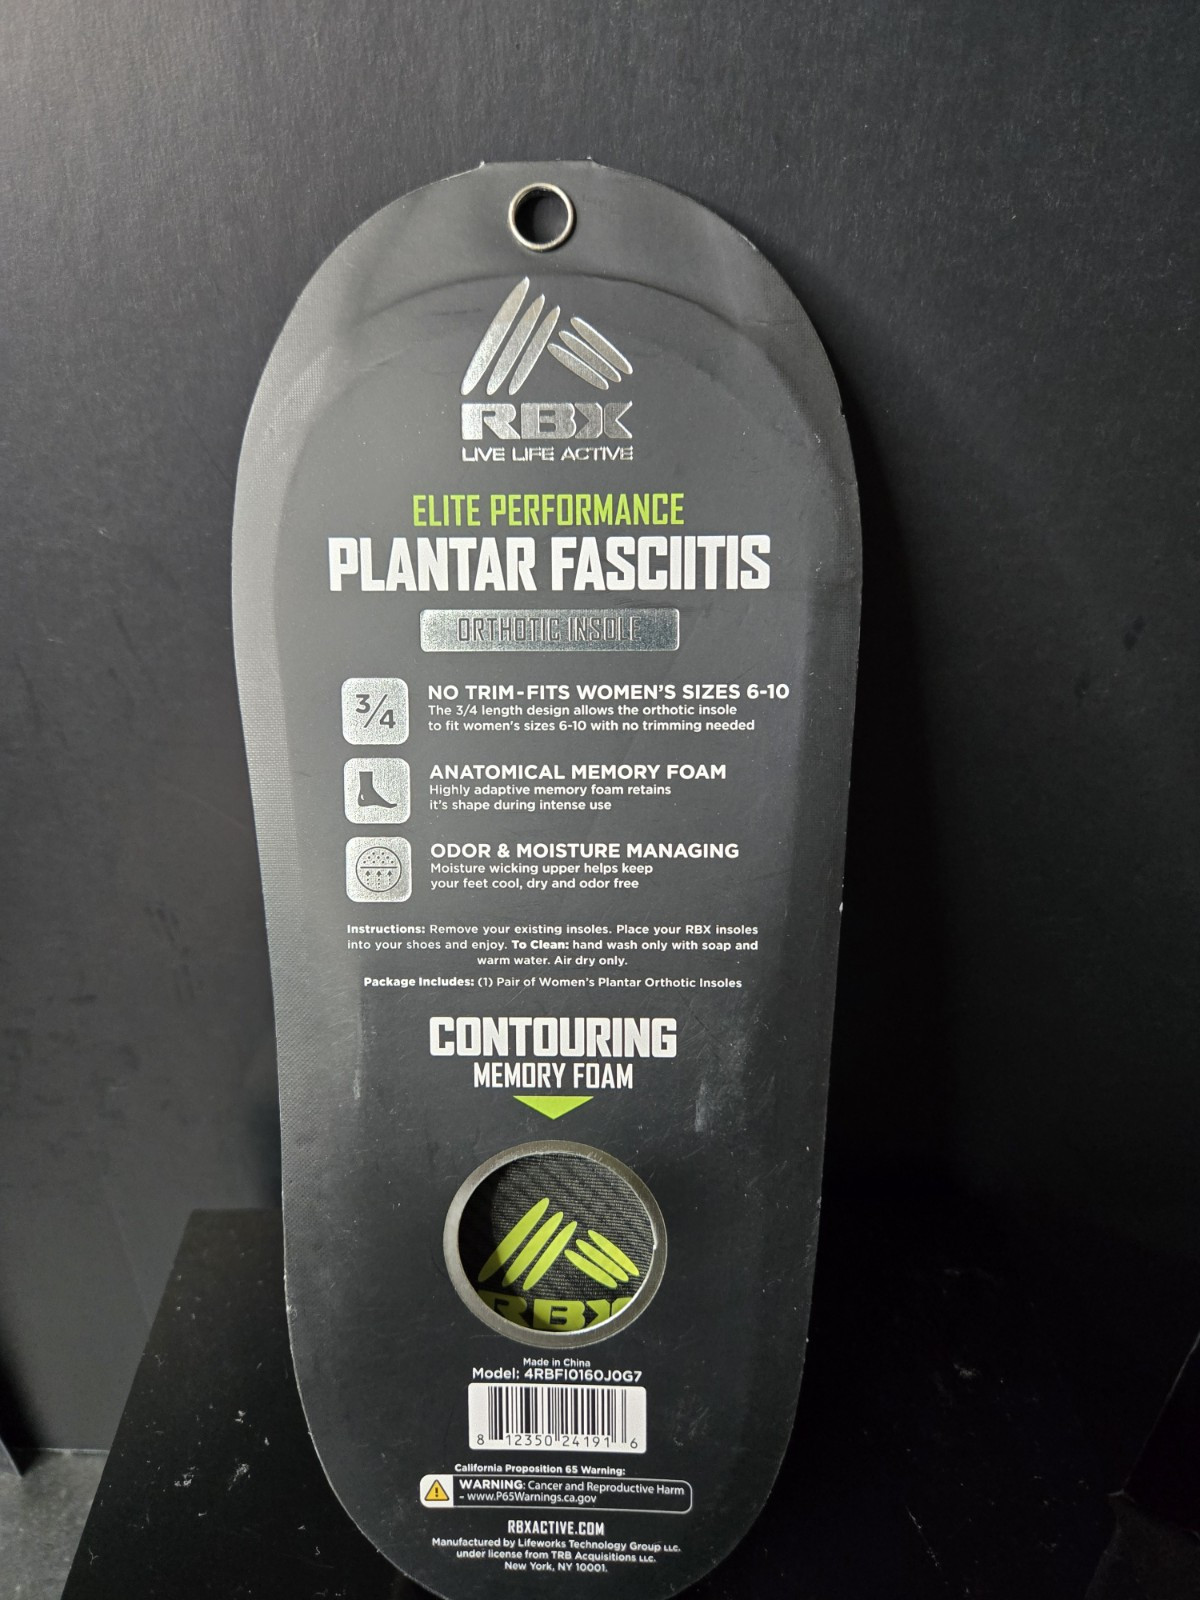 RBX
LIVE LIFE ACTIVE
ELITE PERFORMANCE
PLANTAR FASCIITIS
ORTHOTIC INSOLE
3/4
NO TRIM-FITS WOMEN'S SIZES 6-10
The 3/4 length design allows the orthotic insole
to fit women's sizes 6-10 with no trimming needed
ANATOMICAL MEMORY FOAM
Highly adaptive memory foam retains
it's shape during intense use
ODOR & MOISTURE MANAGING
Moisture wicking upper helps keep
your feet cool, dry and odor free
Instructions: Remove your existing insoles. Place your RBX insoles
into your shoes and enjoy. To Clean: hand wash only with soap and
warm water. Air dry only.
Package Includes: (1) Pair of Women's Plantar Orthotic Insoles
CONTOURING
MEMORY FOAM
RBX
Made in China
Model: 4RBFI0160J0G7
8 12350 24191 6
California Proposition 65 Warning:
WARNING: Cancer and Reproductive Harm
- www.P65Warnings.ca.gov
RBXACTIVE.COM
Manufactured by Lifeworks Technology Group LLC.
under license from TRB Acquisitions LLC.
New York, NY 10001.